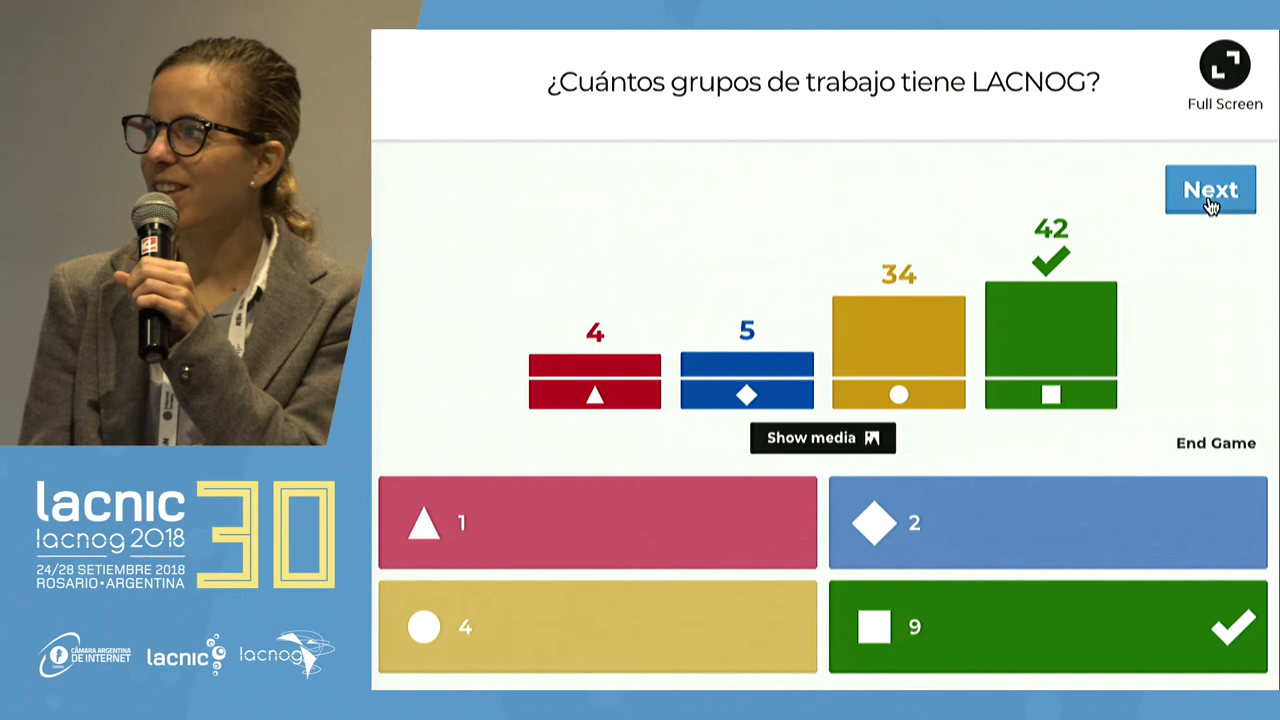 ¿Cuántos grupos de trabajo tiene LACNOG?
Full Screen
Next
4
5
34
42
Show media
End Game
1
2
4
9
lacnic 30
lacnog 2018
24/28 SETIEMBRE 2018
ROSARIO•ARGENTINA
CÁMARA ARGENTINA
DE INTERNET
lacnic
lacnog